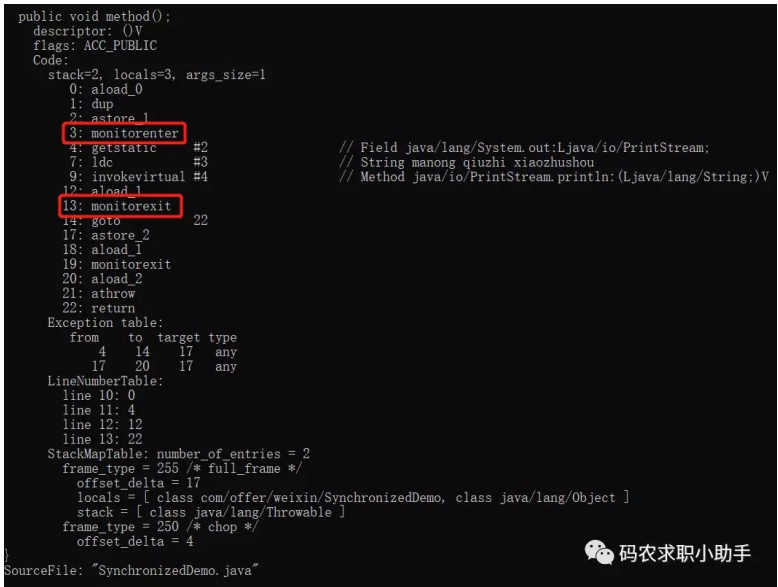 public void method();
descriptor: ()V
flags: ACC_PUBLIC
Code:
stack=2, locals=3, args_size=1
0: aload_0
1: dup
2: astore_1
3: monitorenter
4: getstatic #2 // Field java/lang/System.out:Ljava/io/PrintStream;
7: ldc #3 // String manong qiuzhi xiaozhushou
9: invokevirtual #4 // Method java/io/PrintStream.println:(Ljava/lang/String;)V
12: aload_1
13: monitorexit
14: goto 22
17: astore_2
18: aload_1
19: monitorexit
20: aload_2
21: athrow
22: return
Exception table:
from to target type
4 14 17 any
17 20 17 any
LineNumberTable:
line 10: 0
line 11: 4
line 12: 12
line 13: 22
StackMapTable: number_of_entries = 2
frame_type = 255 /* full_frame */
offset_delta = 17
locals = [ class com/offer/weixin/SynchronizedDemo, class java/lang/Object ]
stack = [ class java/lang/Throwable ]
frame_type = 250 /* chop */
offset_delta = 4
}
SourceFile: "SynchronizedDemo.java"
码农求职小助手